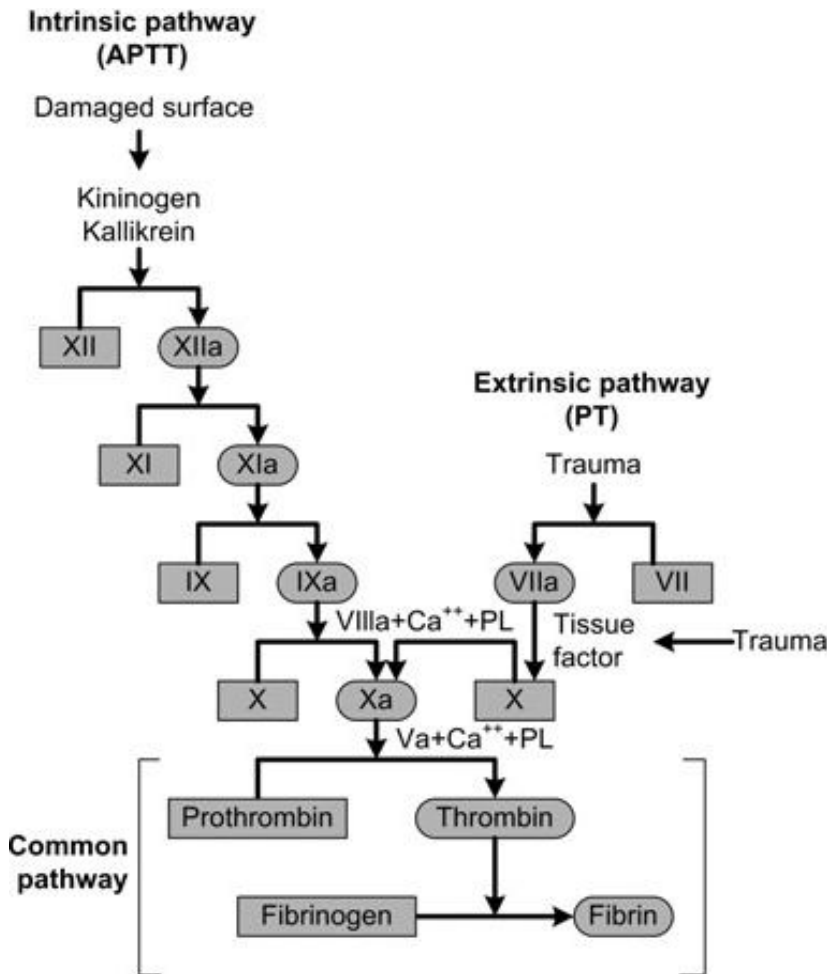 Intrinsic pathway
(APTT)
Damaged surface
Kininogen
Kallikrein
XII
XIIa
Extrinsic pathway
(PT)
XI
XIa
Trauma
IX
IXa
VIIa
VII
VIIIa+Ca+++PL
Tissue
factor
Trauma
X
Xa
X
Va+Ca+++PL
Prothrombin
Thrombin
Common
pathway
Fibrinogen
Fibrin